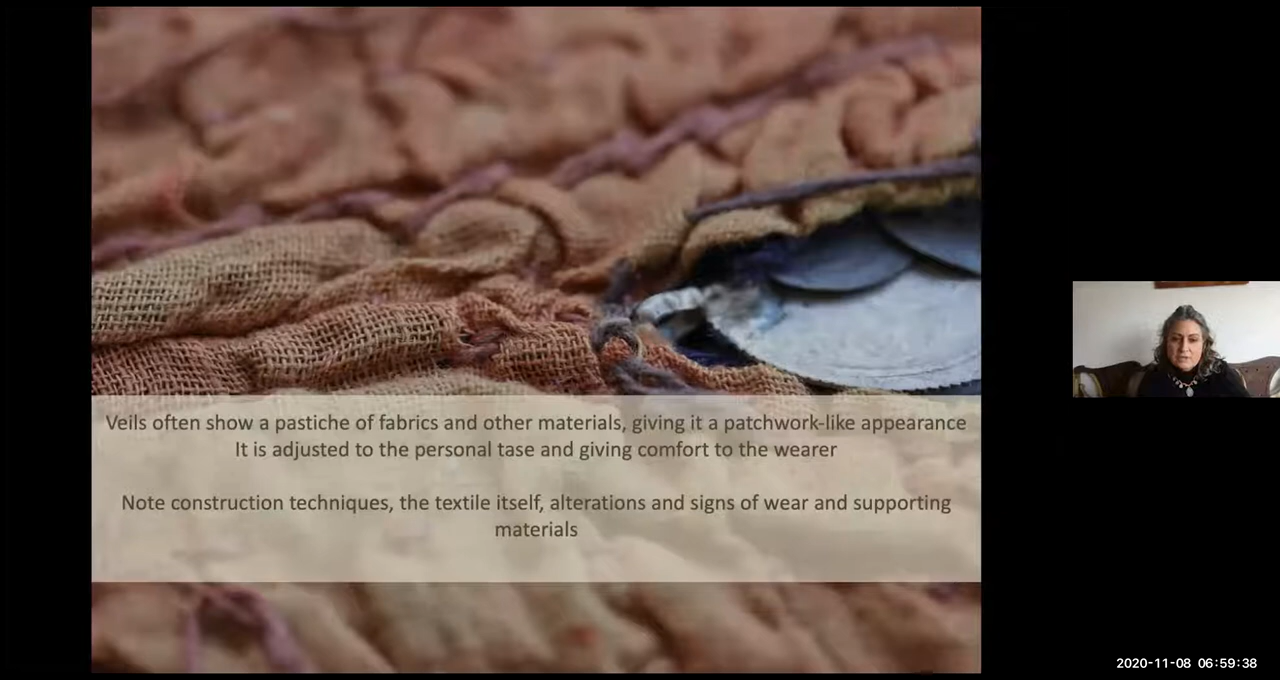 Veils often show a pastiche of fabrics and other materials, giving it a patchwork-like appearance
It is adjusted to the personal tase and giving comfort to the wearer
Note construction techniques, the textile itself, alterations and signs of wear and supporting
materials
2020-11-08 06:59:38